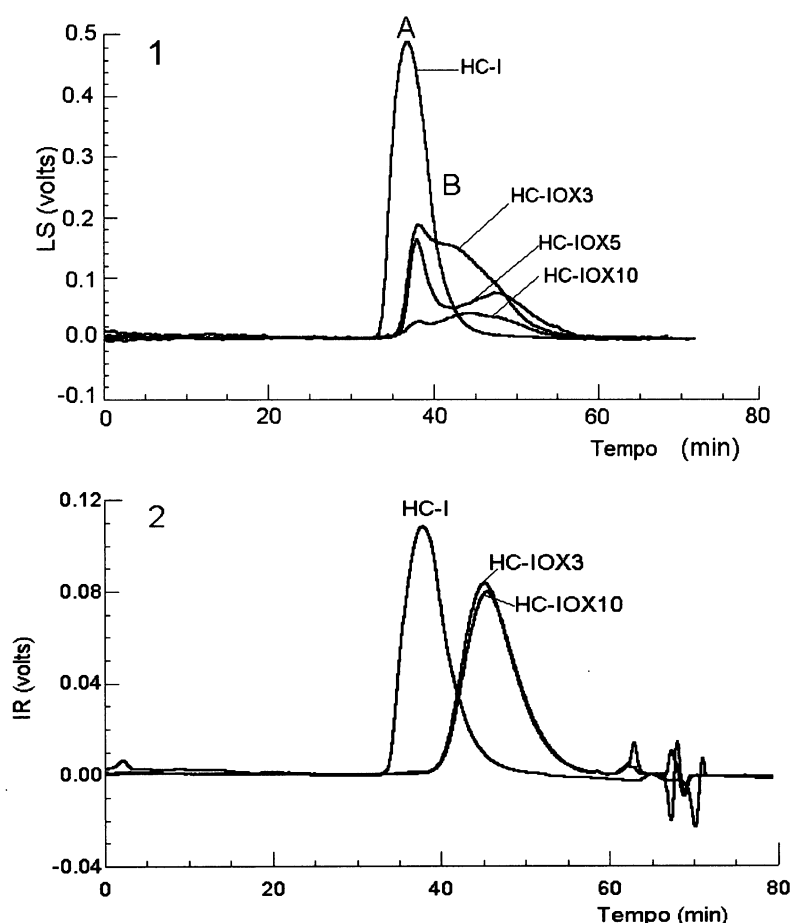 1
A
HC-I
B
HC-IOX3
HC-IOX5
HC-IOX10
LS (volts)
0.5
0.4
0.3
0.2
0.1
0.0
-0.1
0 20 40 60 80
Tempo (min)
2
HC-I
HC-IOX3
HC-IOX10
IR (volts)
0.12
0.08
0.04
0.00
-0.04
0 20 40 60 80
Tempo (min)